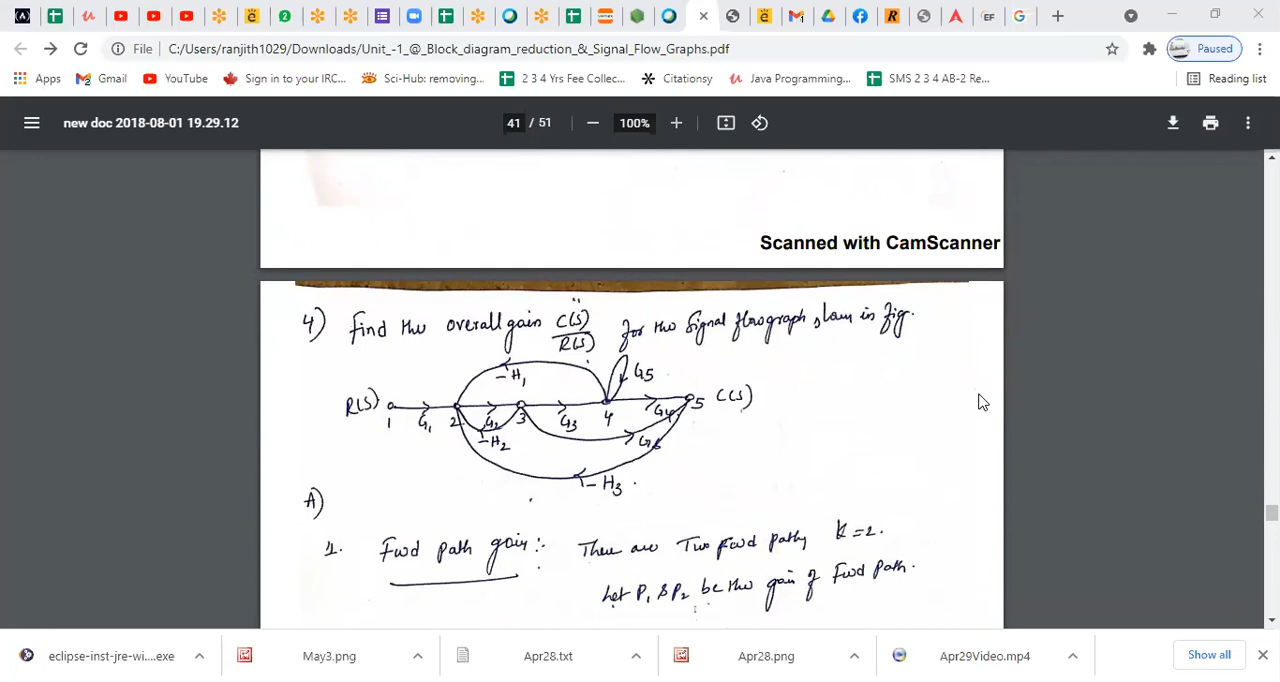 File C:/Users/ranjith1029/Downloads/Unit_-1_@_Block_diagram_reduction_&_Signal_Flow_Graphs.pdf Paused
Apps Gmail YouTube Sign in to your IRC... Sci-Hub: removing... 2 3 4 Yrs Fee Collec... Citationsy Java Programming... SMS 2 3 4 AB-2 Re... Reading list
new doc 2018-08-01 19.29.12 41 / 51 100%
Scanned with CamScanner
4) Find the overall gain C(S)/R(S) for the Signal flowgraph in fig.
-H1 G5
R(S) C(S)
1 G1 2 G2 3 G3 4 G4 5
-H2 G6
-H3
A)
1. Fwd path gain :- There are Two Fwd path, K=2.
Let P1 & P2 be the gain of Fwd path.
eclipse-inst-jre-wi....exe May3.png Apr28.txt Apr28.png Apr29Video.mp4 Show all